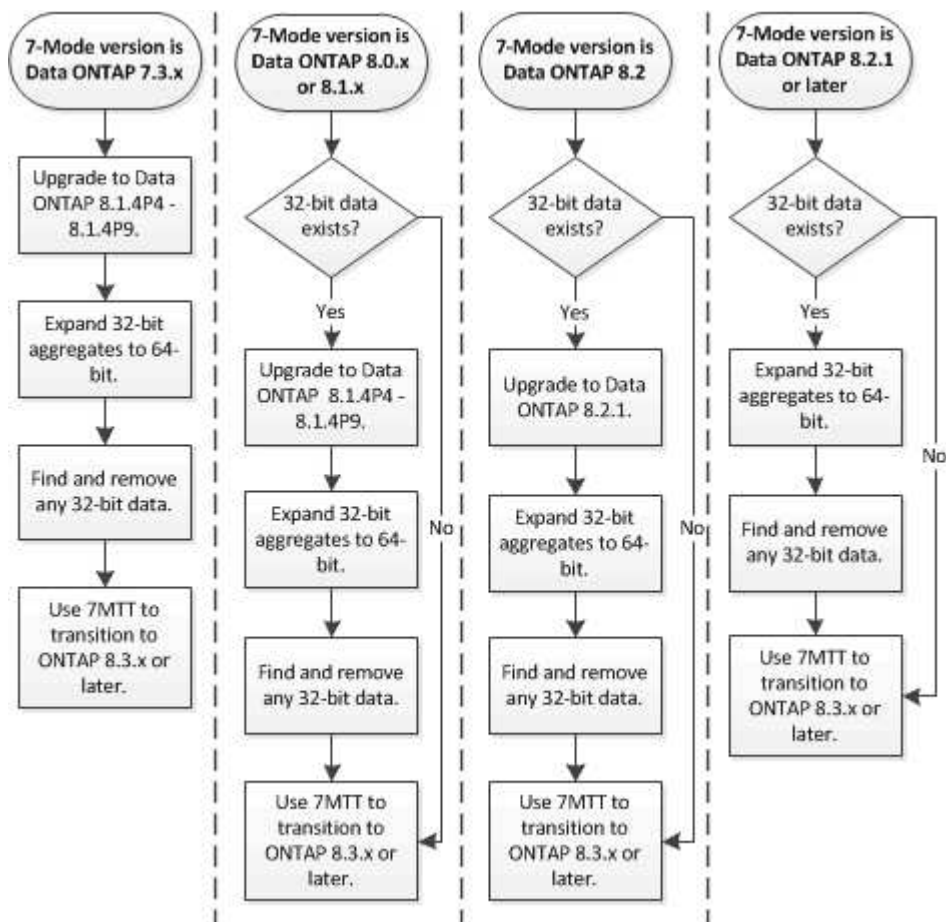 7-Mode version is
Data ONTAP 7.3.x
Upgrade to Data
ONTAP 8.1.4P4 -
8.1.4P9.
Expand 32-bit
aggregates to 64-
bit.
Find and remove
any 32-bit data.
Use 7MTT to
transition to
ONTAP 8.3.x or
later.
7-Mode version is
Data ONTAP 8.0.x
or 8.1.x
32-bit data
exists?
Yes
Upgrade to Data
ONTAP 8.1.4P4 -
8.1.4P9.
Expand 32-bit
aggregates to 64-
bit.
No
Find and remove
any 32-bit data.
Use 7MTT to
transition to
ONTAP 8.3.x or
later.
7-Mode version is
Data ONTAP 8.2
32-bit data
exists?
Yes
Upgrade to Data
ONTAP 8.2.1.
Expand 32-bit
aggregates to 64-
bit.
No
Find and remove
any 32-bit data.
Use 7MTT to
transition to
ONTAP 8.3.x or
later.
7-Mode version is
Data ONTAP 8.2.1
or later
32-bit data
exists?
Yes
Expand 32-bit
aggregates to 64-
bit.
No
Find and remove
any 32-bit data.
Use 7MTT to
transition to
ONTAP 8.3.x or
later.